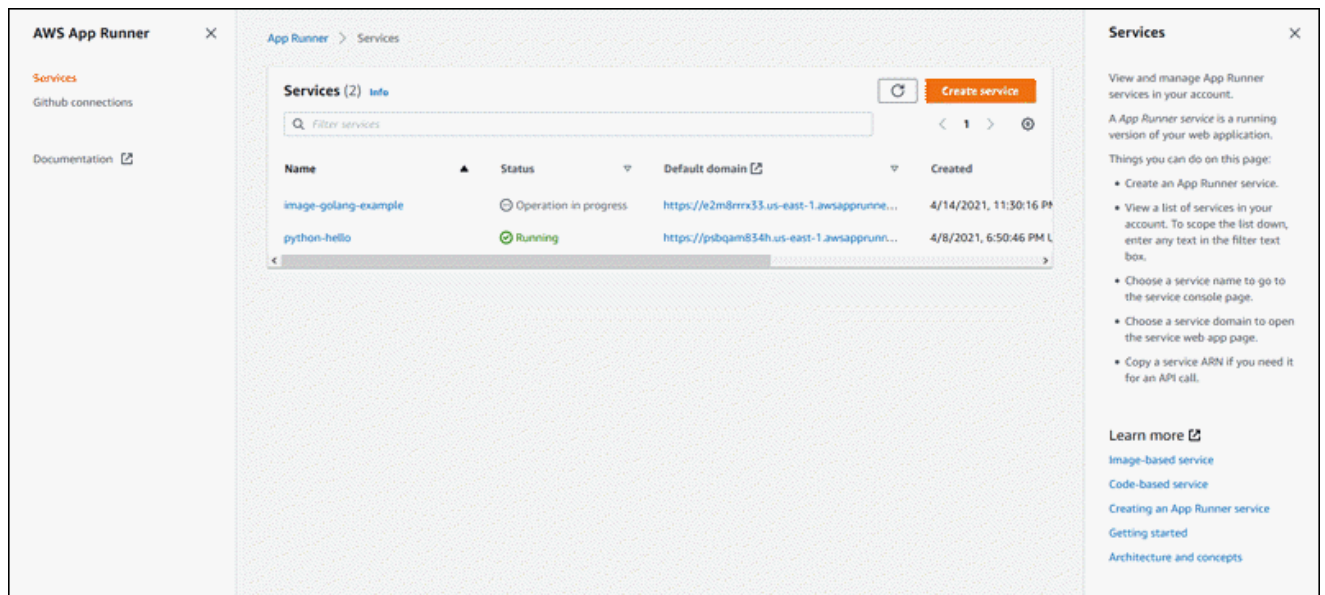 AWS App Runner
Services
Github connections
Documentation
App Runner > Services
Services (2) Info
Create service
Filter services
< 1 >
Name Status Default domain Created
image-golang-example Operation in progress https://e2m8rrrx33.us-east-1.awsapprunne... 4/14/2021, 11:30:16 PM
python-hello Running https://psbqam834h.us-east-1.awsapprunn... 4/8/2021, 6:50:46 PM U
Services
View and manage App Runner
services in your account.
A App Runner service is a running
version of your web application.
Things you can do on this page:
• Create an App Runner service.
• View a list of services in your
account. To scope the list down,
enter any text in the filter text
box.
• Choose a service name to go to
the service console page.
• Choose a service domain to open
the service web app page.
• Copy a service ARN if you need it
for an API call.
Learn more
Image-based service
Code-based service
Creating an App Runner service
Getting started
Architecture and concepts